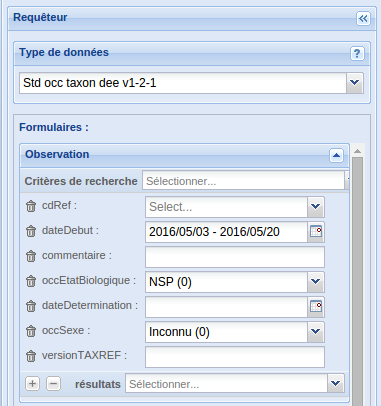 Requêteur
Type de données
?
Std occ taxon dee v1-2-1
Formulaires :
Observation
Critères de recherche Sélectionner...
cdRef : Select...
dateDebut : 2016/05/03 - 2016/05/20
commentaire :
occEtatBiologique : NSP (0)
dateDetermination :
occSexe : Inconnu (0)
versionTAXREF :
résultats Sélectionner...